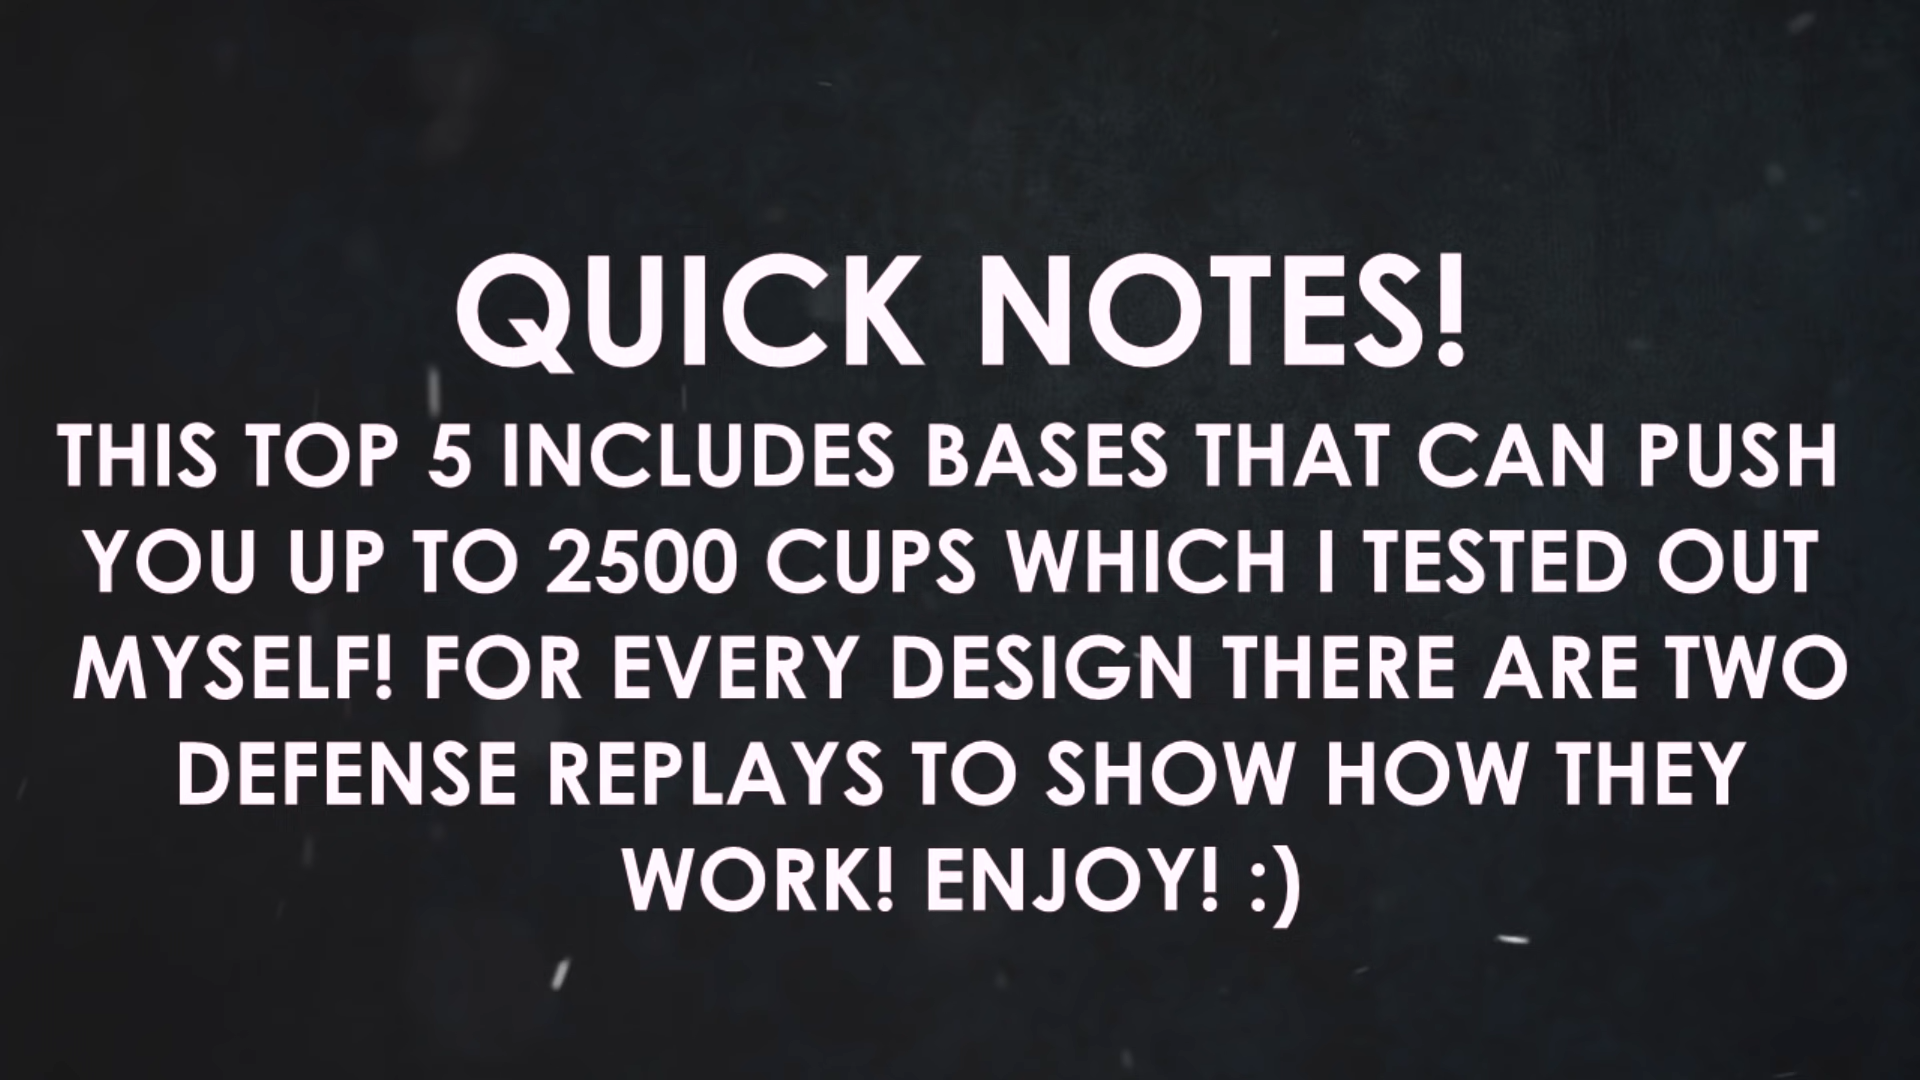 QUICK NOTES!
THIS TOP 5 INCLUDES BASES THAT CAN PUSH
YOU UP TO 2500 CUPS WHICH I TESTED OUT
MYSELF! FOR EVERY DESIGN THERE ARE TWO
DEFENSE REPLAYS TO SHOW HOW THEY
WORK! ENJOY! :)